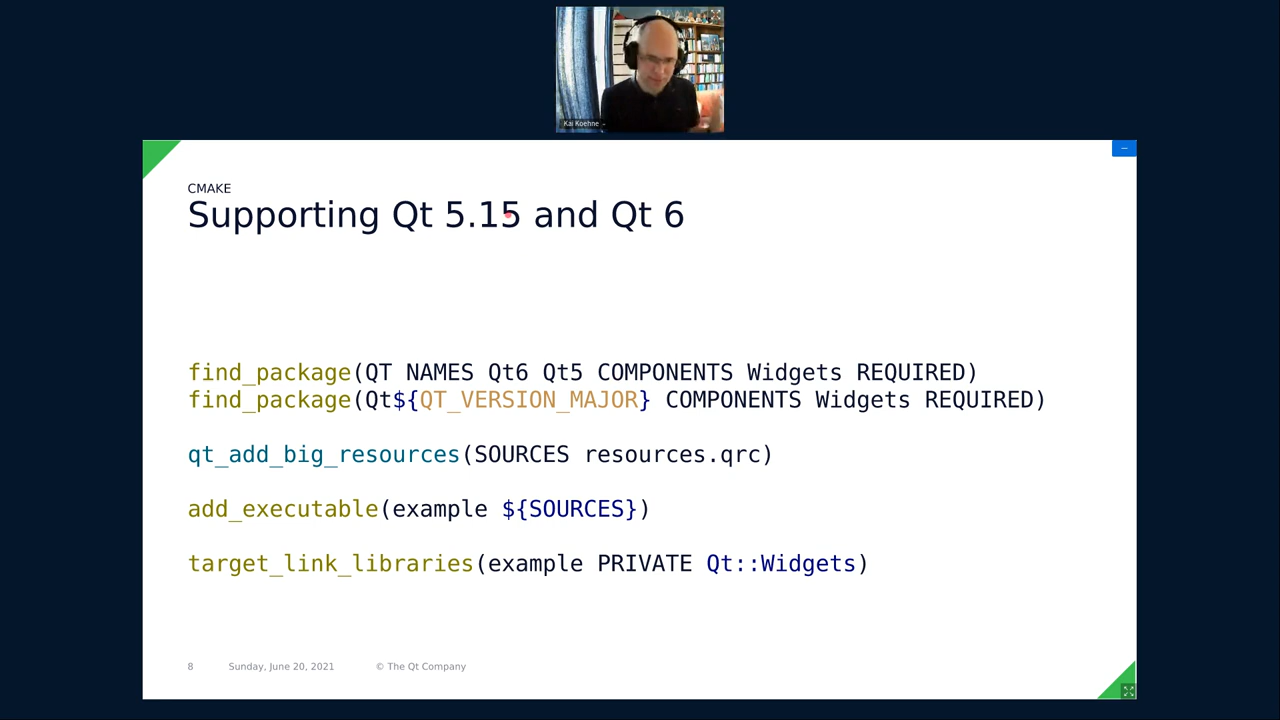 Kai Koehne
CMAKE
Supporting Qt 5.15 and Qt 6
find_package(QT NAMES Qt6 Qt5 COMPONENTS Widgets REQUIRED)
find_package(Qt${QT_VERSION_MAJOR} COMPONENTS Widgets REQUIRED)
qt_add_big_resources(SOURCES resources.qrc)
add_executable(example ${SOURCES})
target_link_libraries(example PRIVATE Qt::Widgets)
8 Sunday, June 20, 2021 © The Qt Company